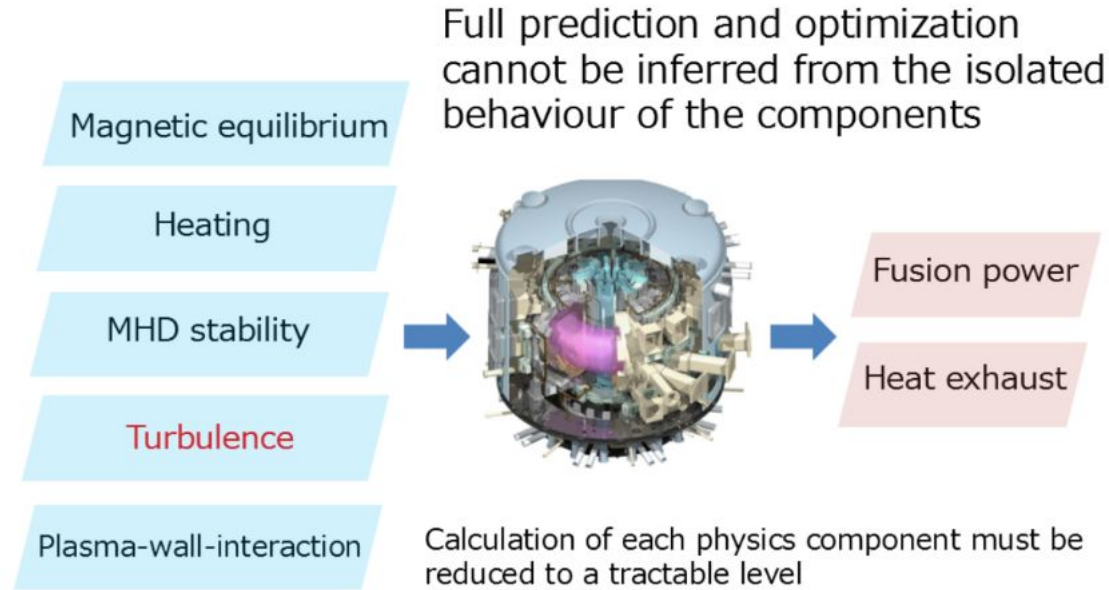 Full prediction and optimization
cannot be inferred from the isolated
behaviour of the components
Magnetic equilibrium
Heating
MHD stability
Turbulence
Plasma-wall-interaction
Fusion power
Heat exhaust
Calculation of each physics component must be
reduced to a tractable level